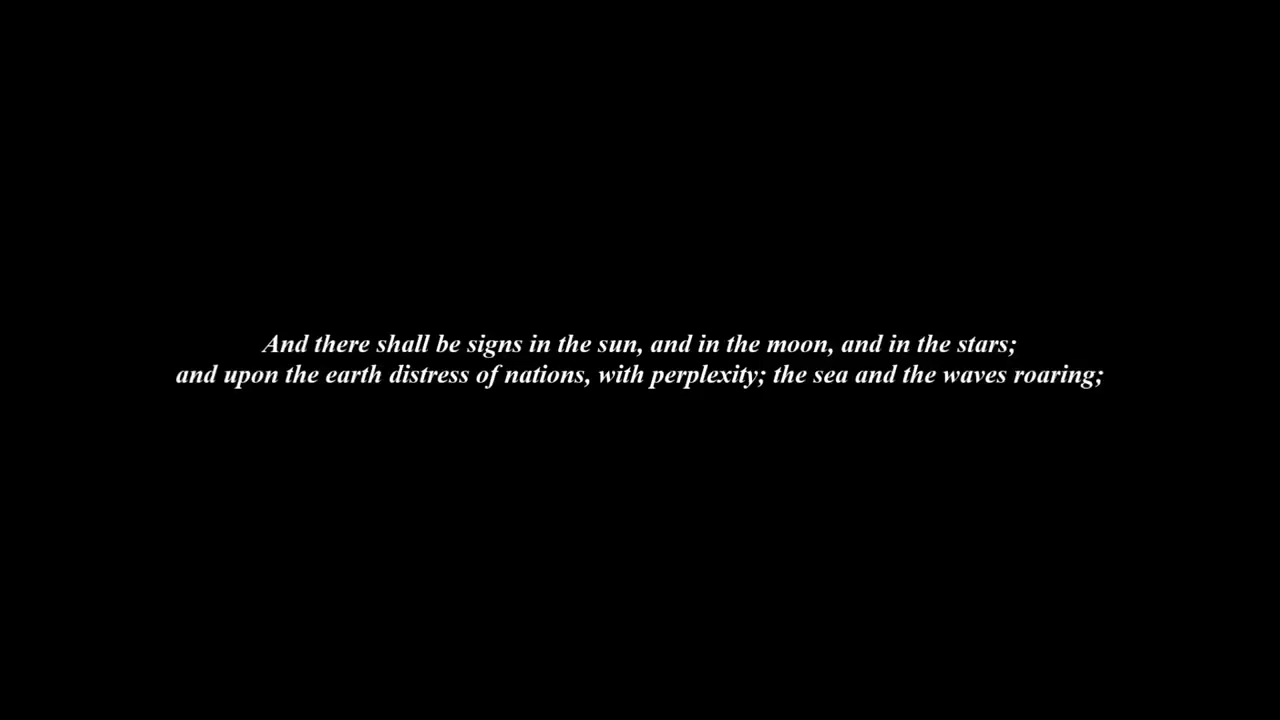 And there shall be signs in the sun, and in the moon, and in the stars;
and upon the earth distress of nations, with perplexity; the sea and the waves roaring;